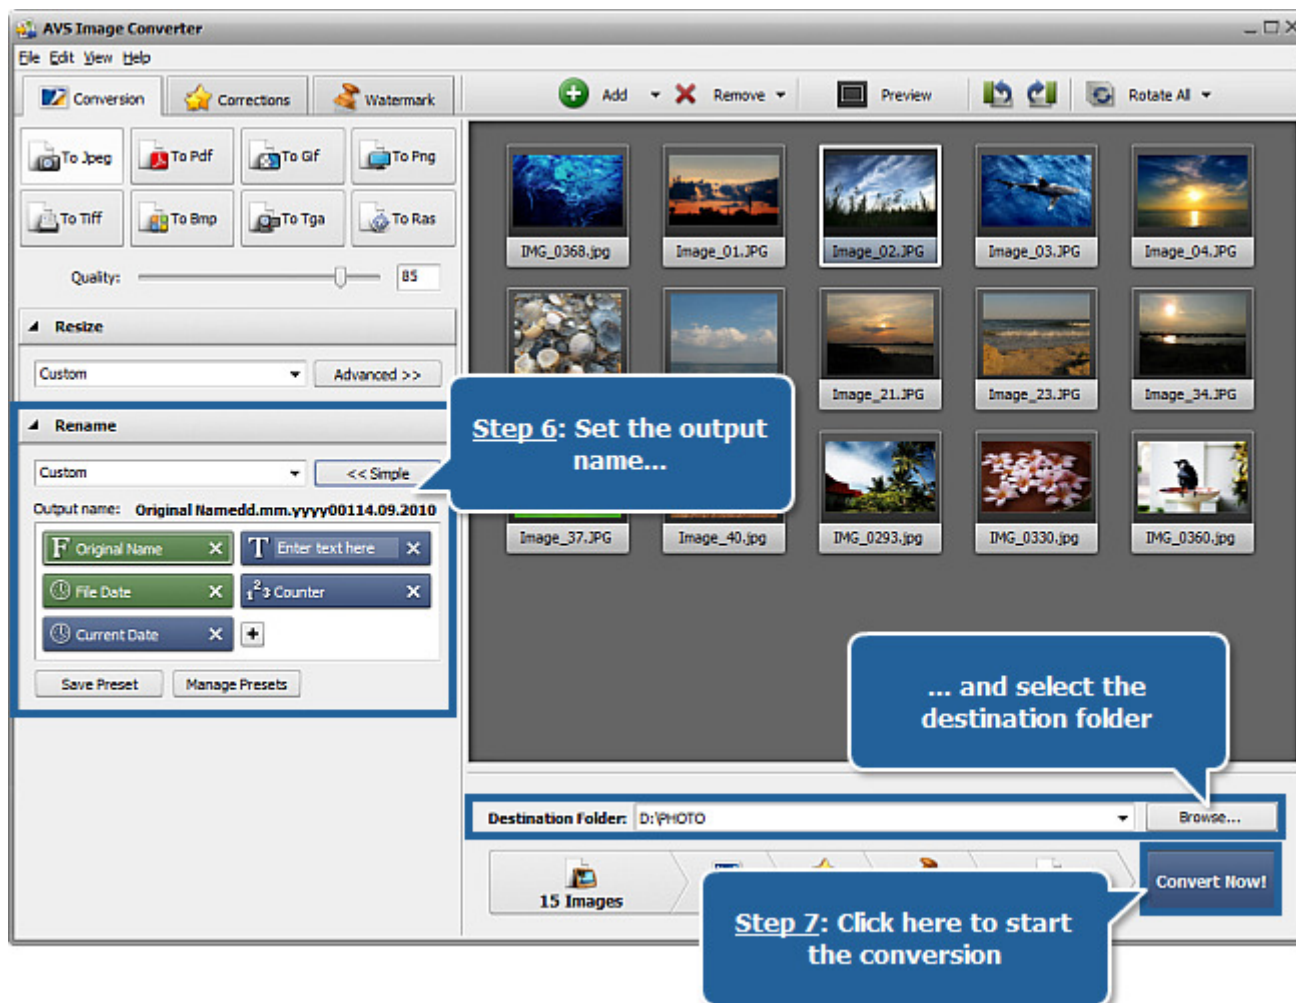 AVS Image Converter
File Edit View Help
Conversion Corrections Watermark
Add Remove Preview Rotate All
To Jpeg To Pdf To Gif To Png
To Tiff To Bmp To Tga To Ras
Quality: 85
Resize
Custom Advanced >>
Rename
Custom << Simple
Output name: Original Namedd.mm.yyyy00114.09.2010
F Original Name T Enter text here
File Date 123 Counter
Current Date
Save Preset Manage Presets
IMG_0368.jpg Image_01.JPG Image_02.JPG Image_03.JPG Image_04.JPG
Image_21.JPG Image_23.JPG Image_34.JPG
Image_37.JPG Image_40.jpg IMG_0293.jpg IMG_0330.jpg IMG_0360.jpg
Step 6: Set the output
name...
... and select the
destination folder
Destination Folder: D:\PHOTO Browse...
15 Images
Convert Now!
Step 7: Click here to start
the conversion